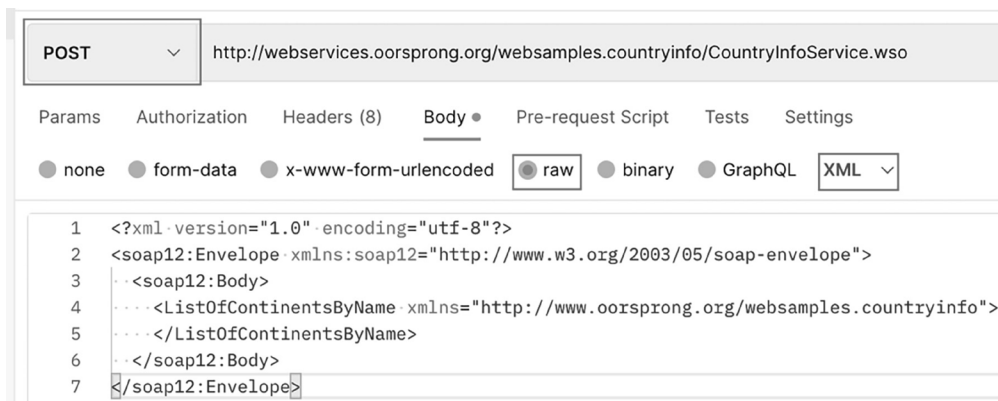 POST http://webservices.oorsprong.org/websamples.countryinfo/CountryInfoService.wso
Params Authorization Headers (8) Body Pre-request Script Tests Settings
none form-data x-www-form-urlencoded raw binary GraphQL XML
1 <?xml version="1.0" encoding="utf-8"?>
2 <soap12:Envelope xmlns:soap12="http://www.w3.org/2003/05/soap-envelope">
3 <soap12:Body>
4 <ListOfContinentsByName xmlns="http://www.oorsprong.org/websamples.countryinfo">
5 </ListOfContinentsByName>
6 </soap12:Body>
7 </soap12:Envelope>